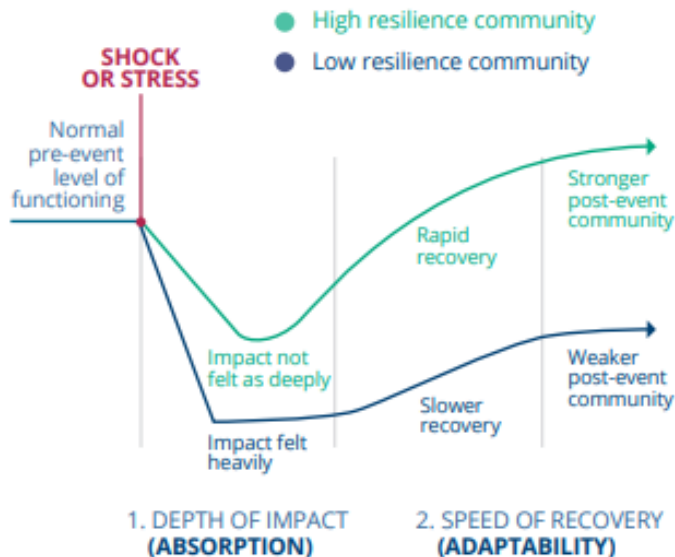 High resilience community
Low resilience community
SHOCK
OR STRESS
Normal
pre-event
level of
functioning
Stronger
post-event
community
Rapid
recovery
Impact not
felt as deeply
Weaker
post-event
community
Slower
recovery
Impact felt
heavily
1. DEPTH OF IMPACT
(ABSORPTION)
2. SPEED OF RECOVERY
(ADAPTABILITY)